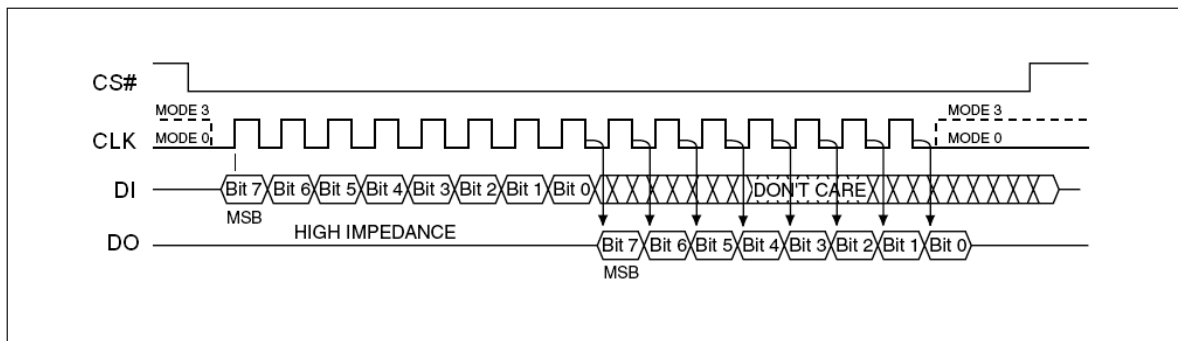 CS#
MODE 3
MODE 3
CLK
MODE 0
MODE 0
DI
Bit 7 Bit 6 Bit 5 Bit 4 Bit 3 Bit 2 Bit 1 Bit 0
DON'T CARE
MSB
HIGH IMPEDANCE
DO
Bit 7 Bit 6 Bit 5 Bit 4 Bit 3 Bit 2 Bit 1 Bit 0
MSB